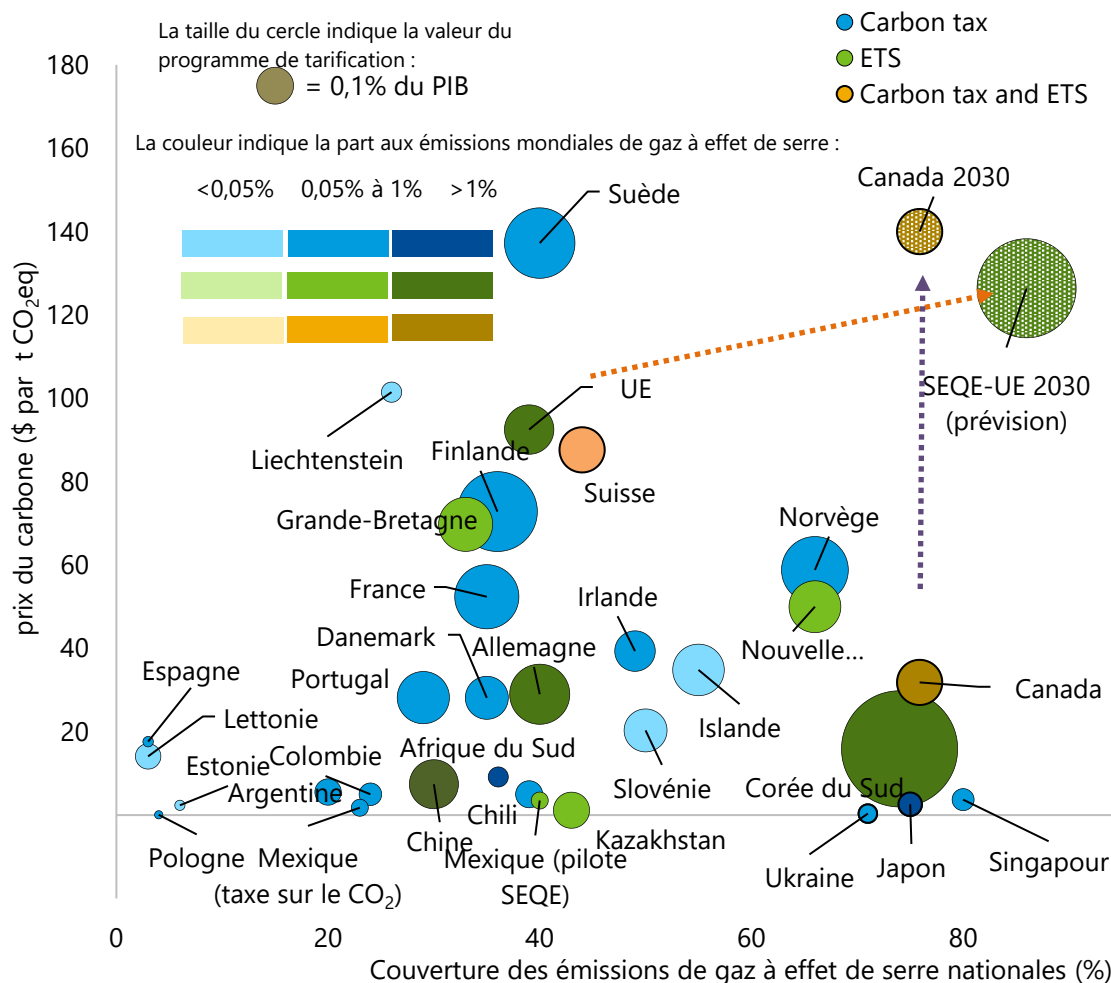 La taille du cercle indique la valeur du
programme de tarification :
= 0,1% du PIB
Carbon tax
ETS
Carbon tax and ETS
La couleur indique la part aux émissions mondiales de gaz à effet de serre :
<0,05% 0,05% à 1% >1%
prix du carbone ($ par t CO₂eq)
180
160
140
120
100
80
60
40
20
Suède
Canada 2030
SEQE-UE 2030
(prévision)
UE
Liechtenstein
Finlande
Suisse
Grande-Bretagne
Norvège
France
Irlande
Danemark
Allemagne
Nouvelle...
Espagne
Portugal
Canada
Lettonie
Islande
Estonie
Colombie
Afrique du Sud
Argentine
Slovénie
Corée du Sud
Chili
Chine
Kazakhstan
Pologne
Mexique
(taxe sur le CO₂)
Mexique (pilote
SEQE)
Ukraine
Japon
Singapour
0 20 40 60 80
Couverture des émissions de gaz à effet de serre nationales (%)